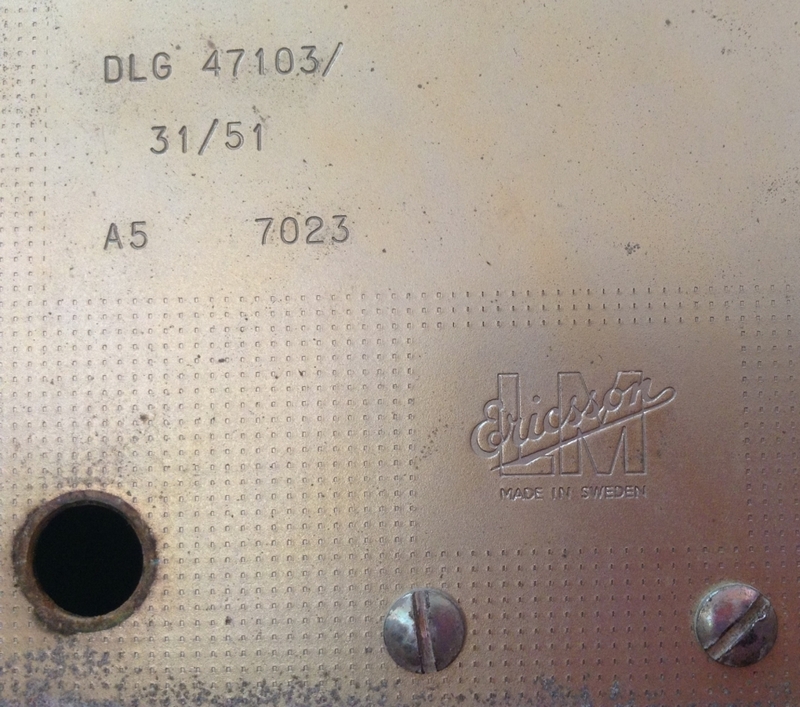 DLG 47103/
31/51
A5 7023
LM Ericsson
MADE IN SWEDEN